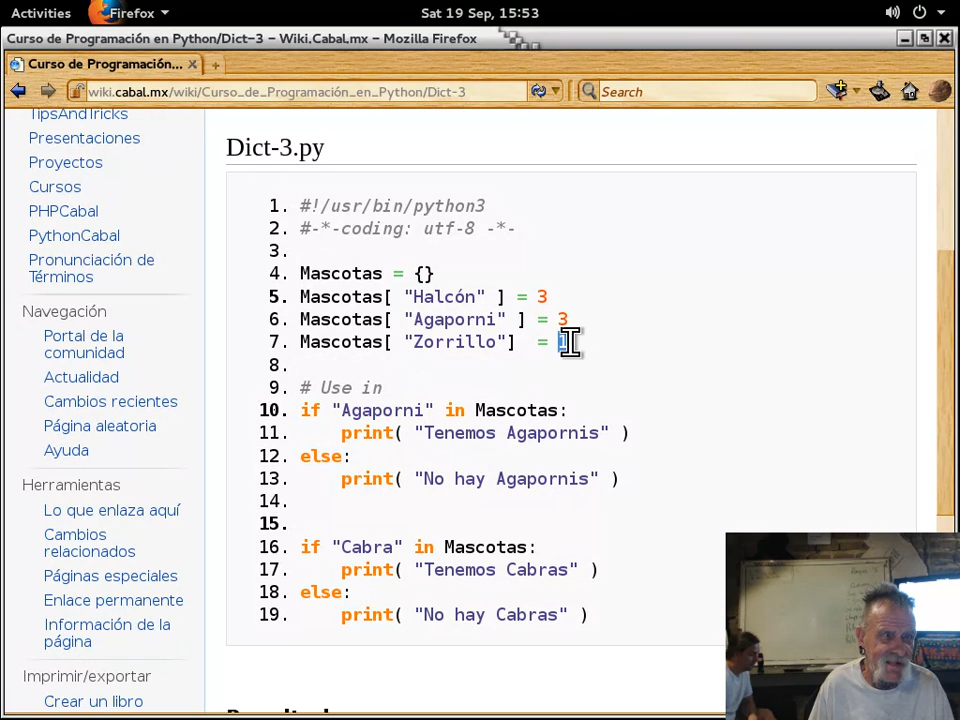 Activities Firefox Sat 19 Sep, 15:53
Curso de Programación en Python/Dict-3 – Wiki.Cabal.mx – Mozilla Firefox
Curso de Programación...
wiki.cabal.mx/wiki/Curso_de_Programación_en_Python/Dict-3 Search
TipsAndTricks
Presentaciones
Proyectos
Cursos
PHPCabal
PythonCabal
Pronunciación de
Términos
Navegación
Portal de la
comunidad
Actualidad
Cambios recientes
Página aleatoria
Ayuda
Herramientas
Lo que enlaza aquí
Cambios
relacionados
Páginas especiales
Enlace permanente
Información de la
página
Imprimir/exportar
Crear un libro
Dict-3.py
1. #!/usr/bin/python3
2. #-*-coding: utf-8 -*-
3.
4. Mascotas = {}
5. Mascotas[ "Halcón" ] = 3
6. Mascotas[ "Agaporni" ] = 3
7. Mascotas[ "Zorrillo"]  = 1
8.
9. # Use in
10. if "Agaporni" in Mascotas:
11.     print( "Tenemos Agapornis" )
12. else:
13.     print( "No hay Agapornis" )
14.
15.
16. if "Cabra" in Mascotas:
17.     print( "Tenemos Cabras" )
18. else:
19.     print( "No hay Cabras" )